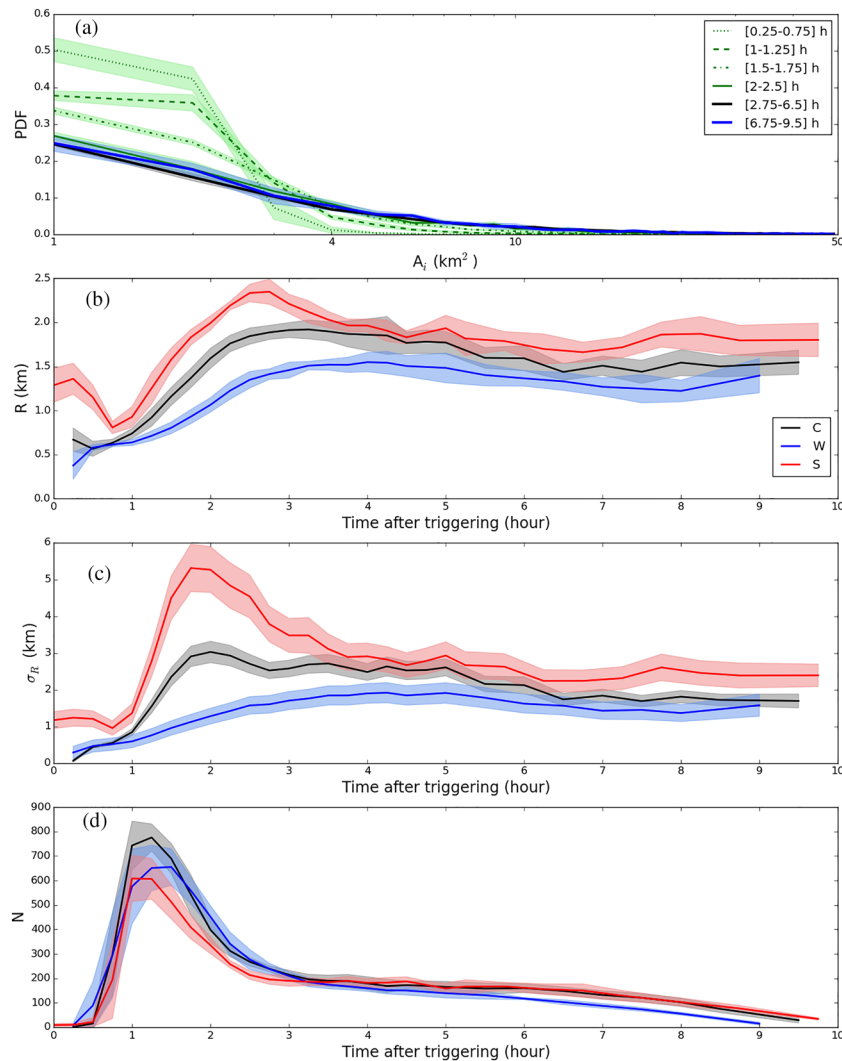 (a)
0.6
0.5
0.4
0.3
0.2
0.1
0.0
PDF
[0.25-0.75] h
[1-1.25] h
[1.5-1.75] h
[2-2.5] h
[2.75-6.5] h
[6.75-9.5] h
1 4 10 50
A_i (km²)
(b)
2.5
2.0
1.5
1.0
0.5
0.0
R (km)
C
W
S
0 1 2 3 4 5 6 7 8 9 10
Time after triggering (hour)
(c)
6
5
4
3
2
1
0
σ_R (km)
0 1 2 3 4 5 6 7 8 9 10
Time after triggering (hour)
(d)
900
800
700
600
500
400
300
200
100
0
N
0 1 2 3 4 5 6 7 8 9 10
Time after triggering (hour)